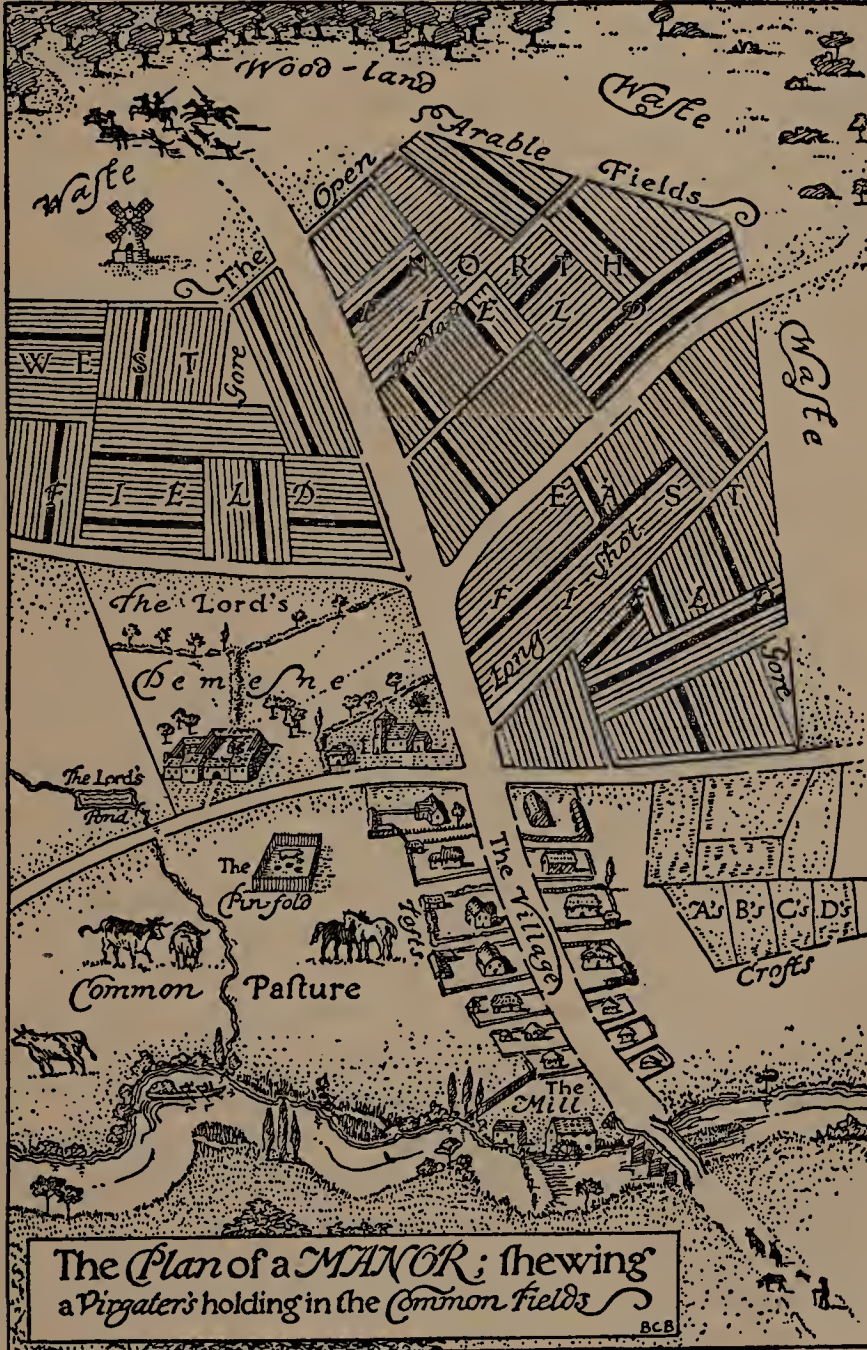 Wood-land
Waſte
Waſte
The Open Arable Fields
NORTH
FIELD
WEST
Gore
FIELD
Waſte
EAST
FIELD
Long Shot
Gore
The Lord's
Demeſne
The Lord's
Pond
The
Pin-fold
Tofts.
The Village
A's B's C's D's
Crofts
Common Paſture
The
Mill
The Plan of a MANOR; ſhewing
a Virgater's holding in the Common Fields
BCB